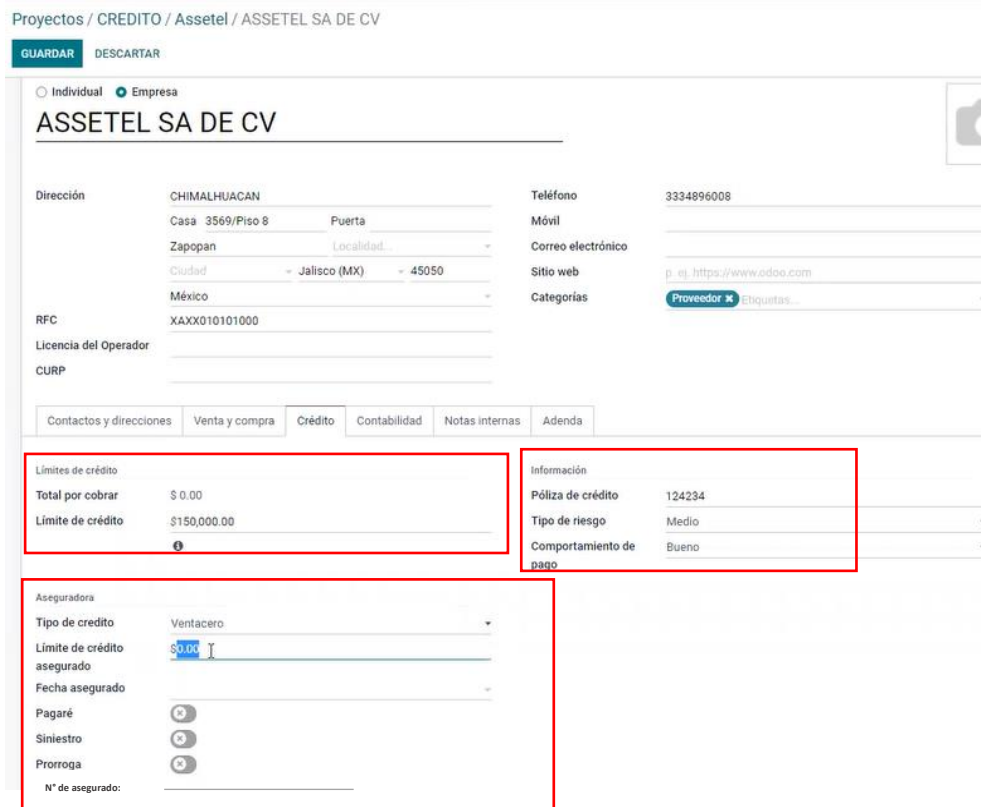 Proyectos / CREDITO / Assetel / ASSETEL SA DE CV
GUARDAR DESCARTAR
Individual Empresa
ASSETEL SA DE CV
Dirección CHIMALHUACAN
Casa 3569/Piso 8 Puerta
Zapopan Localidad...
Ciudad Jalisco (MX) 45050
México
RFC XAXX010101000
Licencia del Operador
CURP
Teléfono 3334896008
Móvil
Correo electrónico
Sitio web p. ej. https://www.odoo.com
Categorías Proveedor × Etiquetas...
Contactos y direcciones Venta y compra Crédito Contabilidad Notas internas Adenda
Límites de crédito
Total por cobrar $ 0.00
Límite de crédito $150,000.00
Información
Póliza de crédito 124234
Tipo de riesgo Medio
Comportamiento de Bueno
pago
Aseguradora
Tipo de credito Ventacero
Límite de crédito $0.00
asegurado
Fecha asegurado
Pagaré
Siniestro
Prorroga
N° de asegurado: